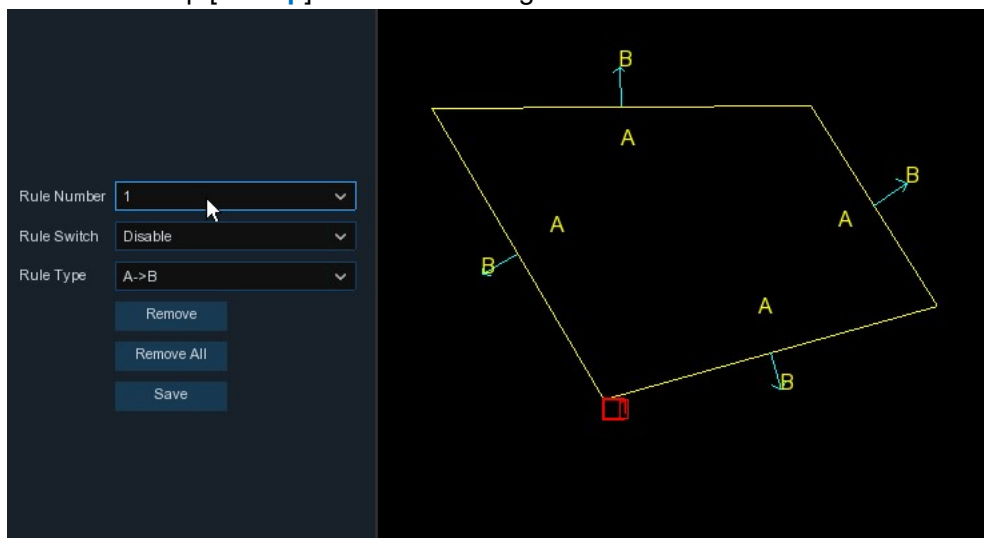 Rule Number 1
Rule Switch Disable
Rule Type A->B
Remove
Remove All
Save
B
A
B
A
A
B
A
B